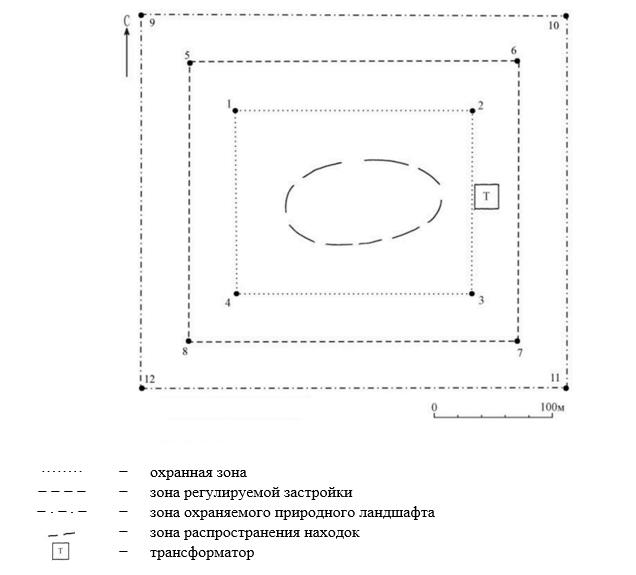 С
9
10
5
6
1
2
Т
4
3
8
7
12
11
0 100м
........ – охранная зона
– – – – – зона регулируемой застройки
– · – · – – зона охраняемого природного ландшафта
– – – зона распространения находок
Т – трансформатор